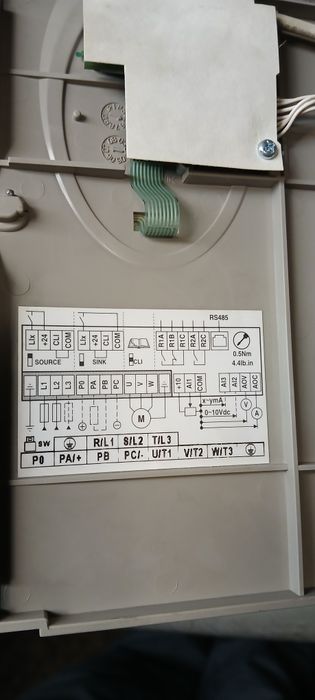 RS485
LIx +24 CLI COM LIx +24 CLI COM R1A R1B R1C R2A R2C
0.5Nm
SOURCE SINK CLI 4.4lb.in
L1 L2 L3 P0 PA PB PC U V W +10 AI1 COM AI3 AI2 AOV AOC
x-ymA V
0-10Vdc A
M
SW R/L1 S/L2 T/L3
P0 PA/+ PB PC/- U/T1 V/T2 W/T3